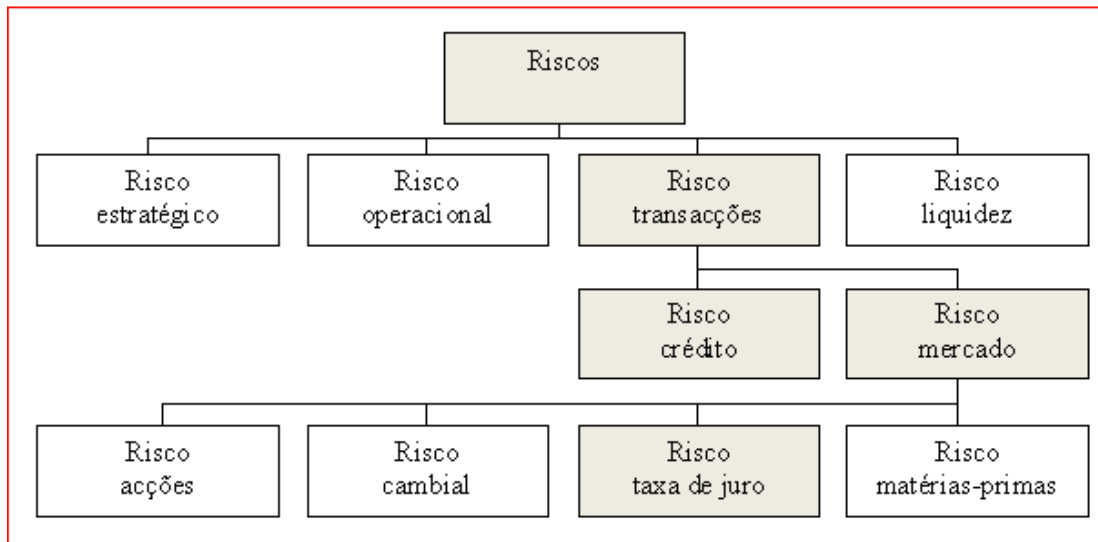 Riscos
Risco
estratégico
Risco
operacional
Risco
transacções
Risco
liquidez
Risco
crédito
Risco
mercado
Risco
acções
Risco
cambial
Risco
taxa de juro
Risco
matérias-primas